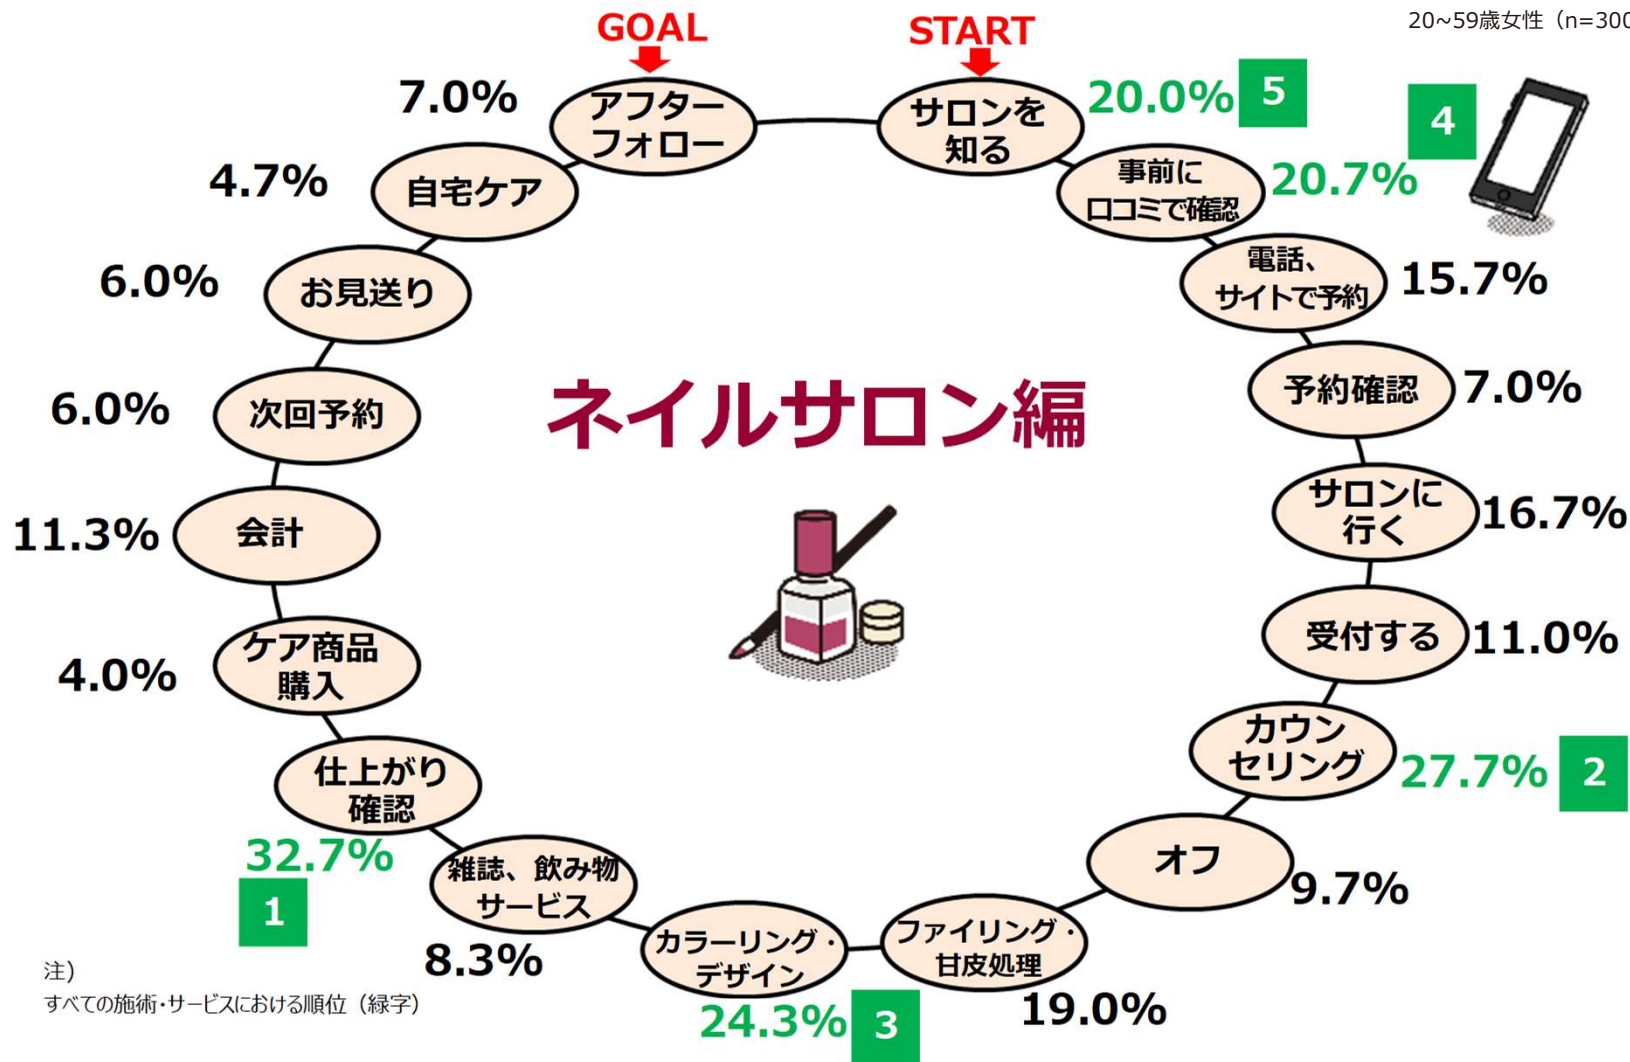 20~59歳女性（n=300
GOAL
START
サロンを
知る
20.0%
5
事前に
口コミで確認
20.7%
4
電話、
サイトで予約
15.7%
予約確認
7.0%
サロンに
行く
16.7%
受付する
11.0%
カウン
セリング
27.7%
2
オフ
9.7%
ファイリング・
甘皮処理
19.0%
カラーリング・
デザイン
24.3%
3
雑誌、飲み物
サービス
8.3%
仕上がり
確認
32.7%
1
ケア商品
購入
4.0%
会計
11.3%
次回予約
6.0%
お見送り
6.0%
自宅ケア
4.7%
アフター
フォロー
7.0%
ネイルサロン編
注)
すべての施術・サービスにおける順位（緑字）